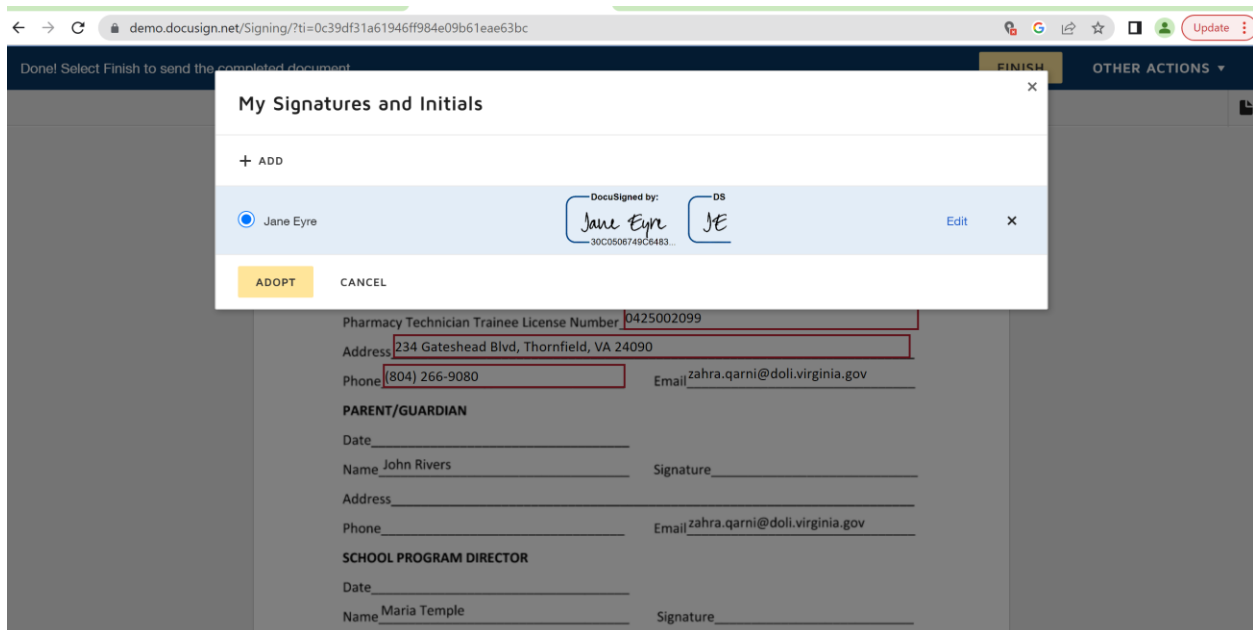 demo.docusign.net/Signing/?ti=0c39df31a61946ff984e09b61eae63bc
Update
Done! Select Finish to send the completed document
FINISH
OTHER ACTIONS
My Signatures and Initials
+ ADD
Jane Eyre
DocuSigned by:
Jane Eyre
30C0506749C6483...
DS
JE
Edit
ADOPT
CANCEL
Pharmacy Technician Trainee License Number 0425002099
Address 234 Gateshead Blvd, Thornfield, VA 24090
Phone (804) 266-9080 Email zahra.qarni@doli.virginia.gov
PARENT/GUARDIAN
Date
Name John Rivers Signature
Address
Phone Email zahra.qarni@doli.virginia.gov
SCHOOL PROGRAM DIRECTOR
Date
Name Maria Temple Signature